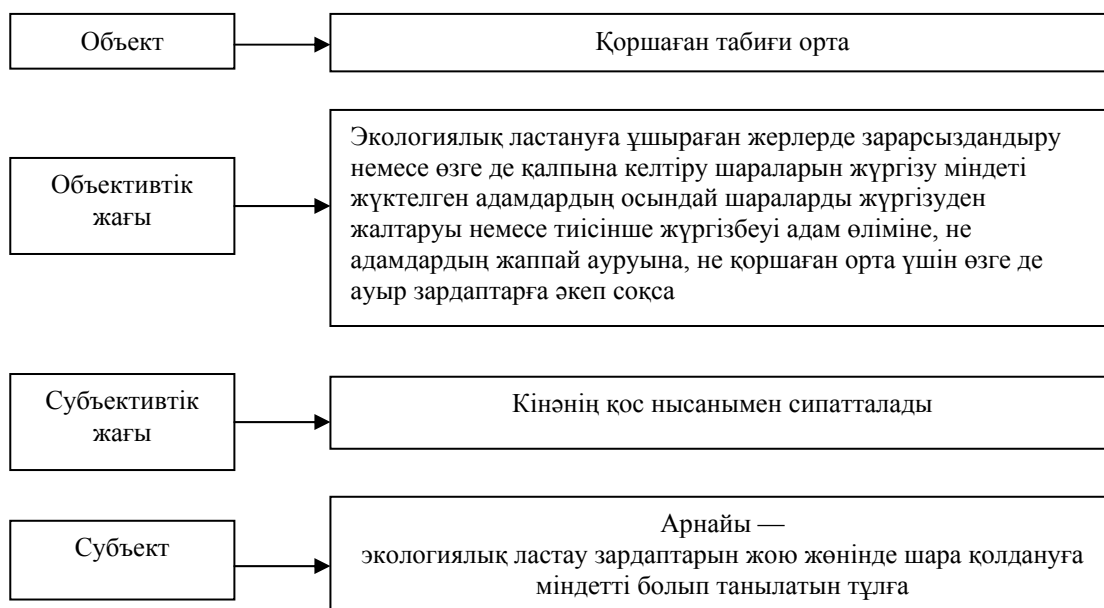 Объект
Қоршаған табиғи орта
Объективтік
жағы
Экологиялық ластануға ұшыраған жерлерде зарарсыздандыру
немесе өзге де қалпына келтіру шараларын жүргізу міндеті
жүктелген адамдардың осындай шараларды жүргізуден
жалтаруы немесе тиісінше жүргізбеуі адам өліміне, не
адамдардың жаппай ауруына, не қоршаған орта үшін өзге де
ауыр зардаптарға әкеп соқса
Субъективтік
жағы
Кінәнің қос нысанымен сипатталады
Субъект
Арнайы —
экологиялық ластау зардаптарын жою жөнінде шара қолдануға
міндетті болып танылатын тұлға